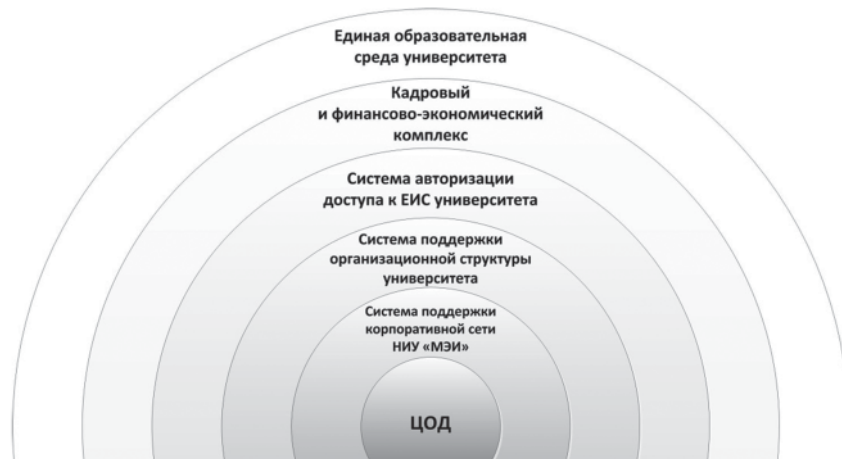 Единая образовательная
среда университета
Кадровый
и финансово-экономический
комплекс
Система авторизации
доступа к ЕИС университета
Система поддержки
организационной структуры
университета
Система поддержки
корпоративной сети
НИУ «МЭИ»
ЦОД